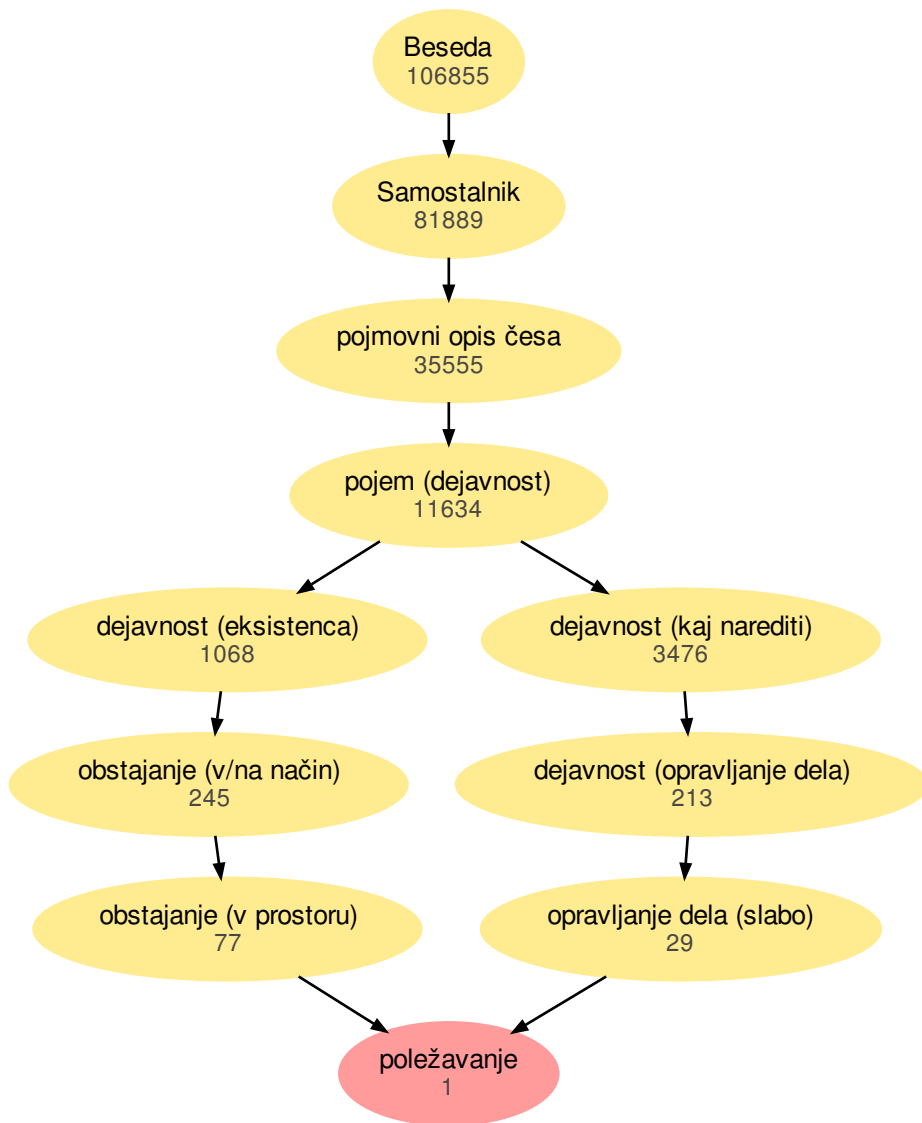 Beseda
106855
Samostalnik
81889
pojmovni opis česa
35555
pojem (dejavnost)
11634
dejavnost (eksistenca)
1068
dejavnost (kaj narediti)
3476
obstajanje (v/na način)
245
dejavnost (opravljanje dela)
213
obstajanje (v prostoru)
77
opravljanje dela (slabo)
29
poležavanje
1